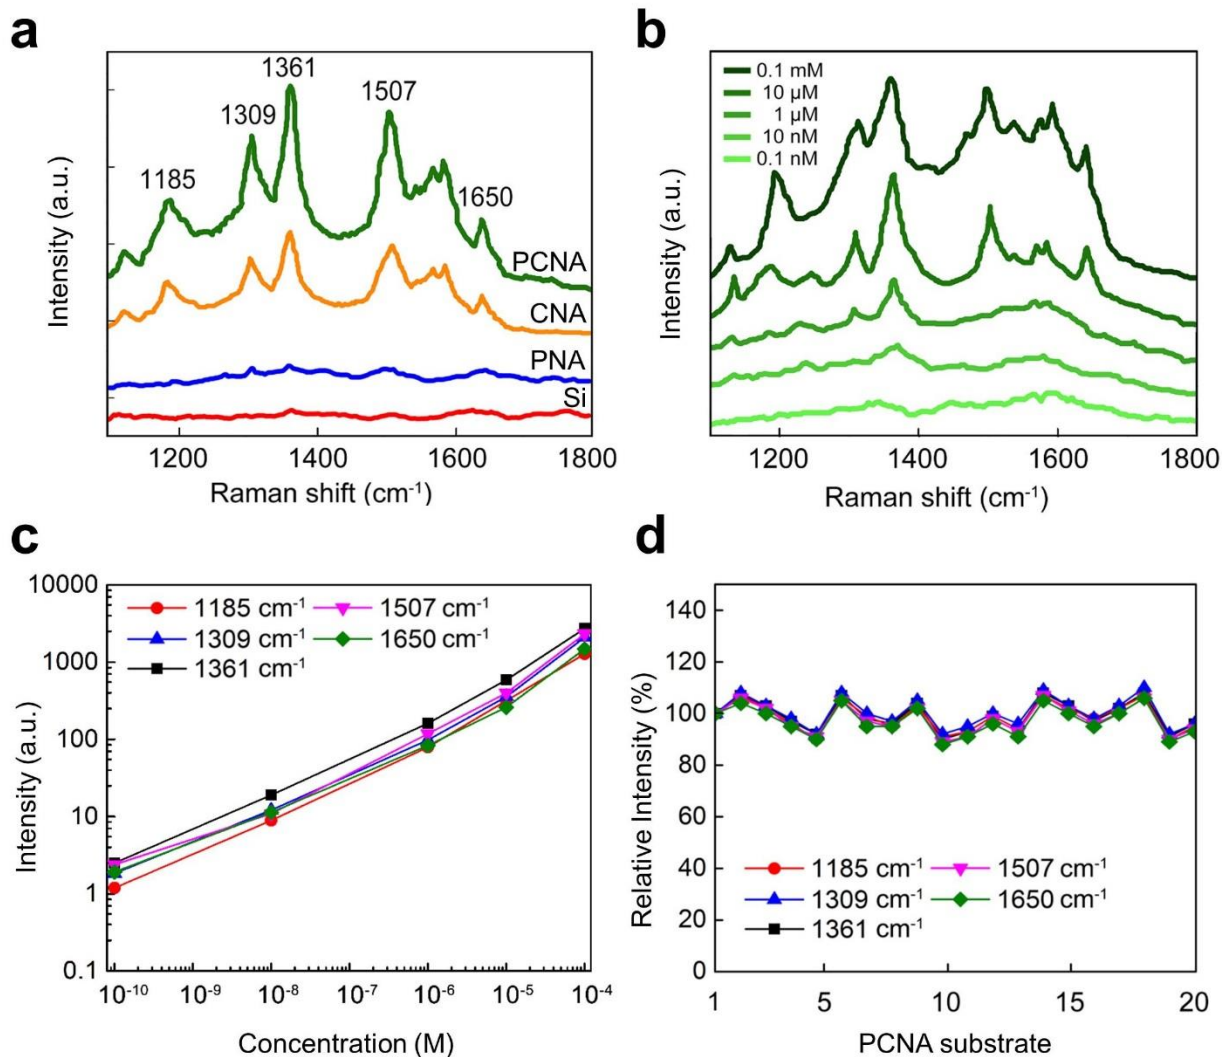 a
1361
1507
1309
1185
1650
PCNA
CNA
PNA
Si
Intensity (a.u.)
1200 1400 1600 1800
Raman shift (cm⁻¹)
b
0.1 mM
10 µM
1 µM
10 nM
0.1 nM
Intensity (a.u.)
1200 1400 1600 1800
Raman shift (cm⁻¹)
c
10000
1000
100
10
1
0.1
Intensity (a.u.)
1185 cm⁻¹ 1507 cm⁻¹
1309 cm⁻¹ 1650 cm⁻¹
1361 cm⁻¹
10⁻¹⁰ 10⁻⁹ 10⁻⁸ 10⁻⁷ 10⁻⁶ 10⁻⁵ 10⁻⁴
Concentration (M)
d
140
120
100
80
60
40
20
0
Relative Intensity (%)
1185 cm⁻¹ 1507 cm⁻¹
1309 cm⁻¹ 1650 cm⁻¹
1361 cm⁻¹
1 5 10 15 20
PCNA substrate